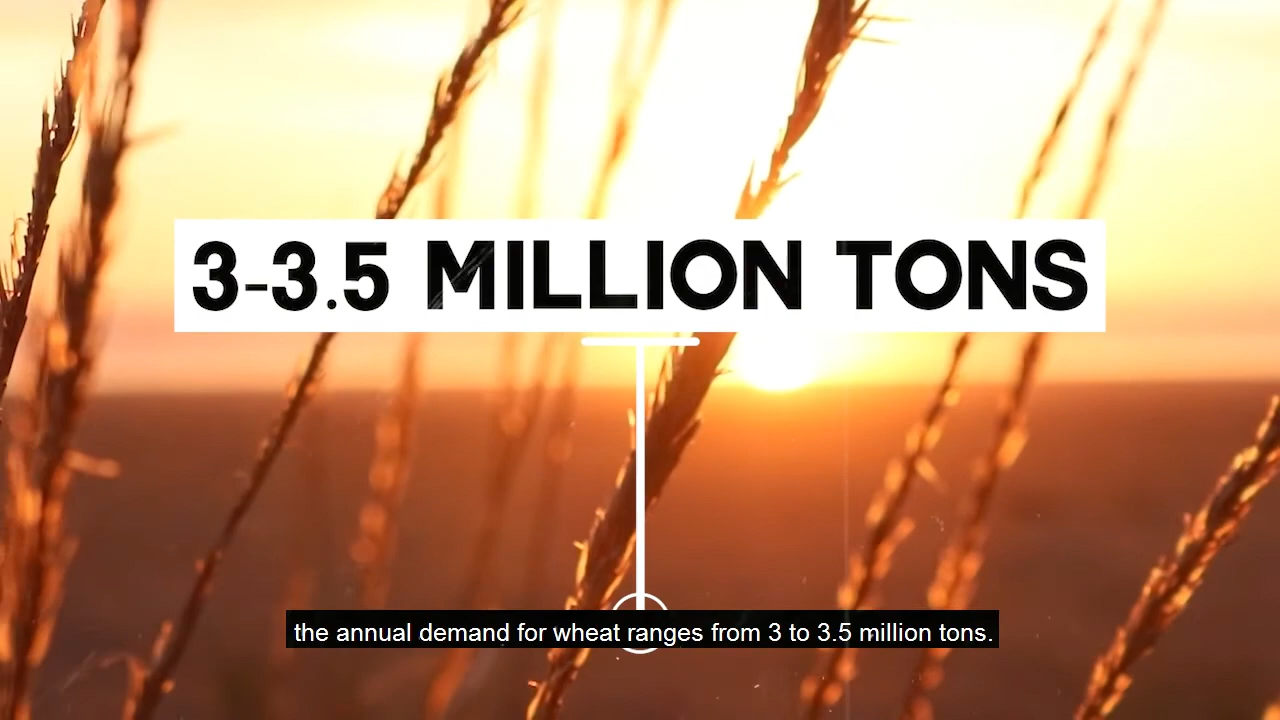 3-3.5 MILLION TONS
the annual demand for wheat ranges from 3 to 3.5 million tons.